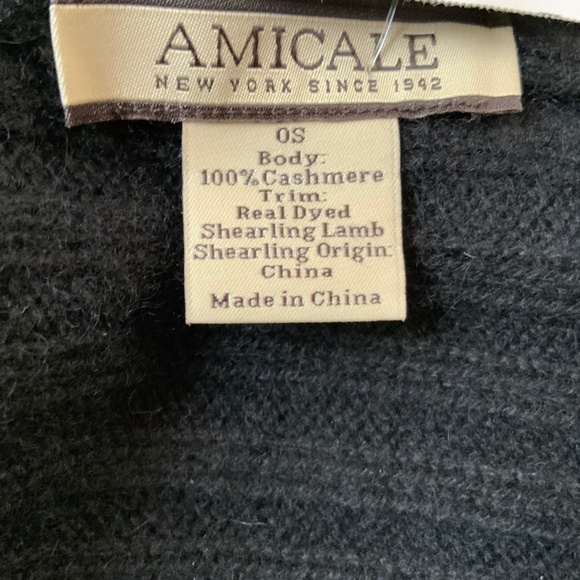 AMICALE
NEW YORK SINCE 1942
OS
Body:
100%Cashmere
Trim:
Real Dyed
Shearling Lamb
Shearling Origin:
China
Made in China